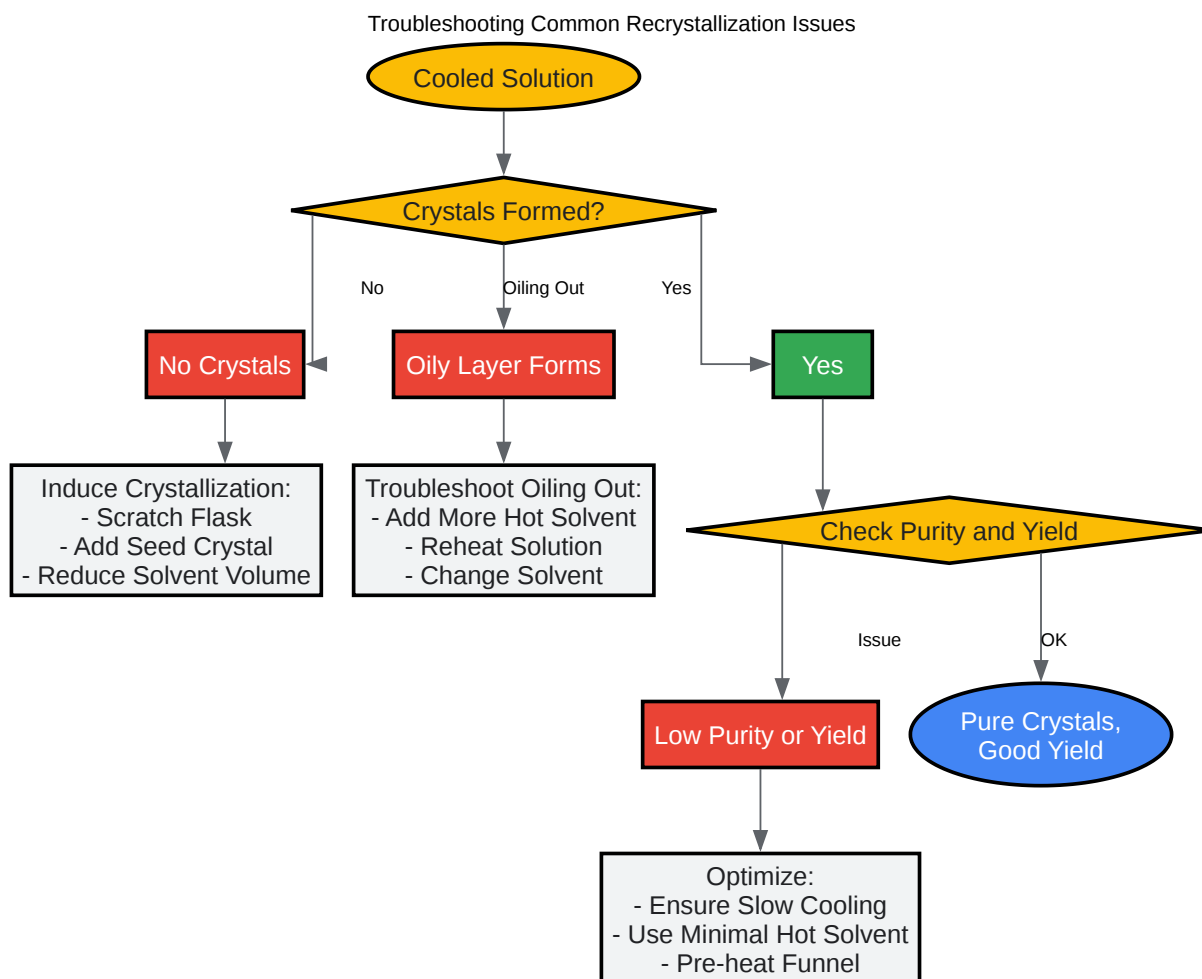 Troubleshooting Common Recrystallization Issues
Cooled Solution
Crystals Formed?
No
Oiling Out
Yes
No Crystals
Oily Layer Forms
Yes
Induce Crystallization:
- Scratch Flask
- Add Seed Crystal
- Reduce Solvent Volume
Troubleshoot Oiling Out:
- Add More Hot Solvent
- Reheat Solution
- Change Solvent
Check Purity and Yield
Issue
OK
Low Purity or Yield
Pure Crystals,
Good Yield
Optimize:
- Ensure Slow Cooling
- Use Minimal Hot Solvent
- Pre-heat Funnel